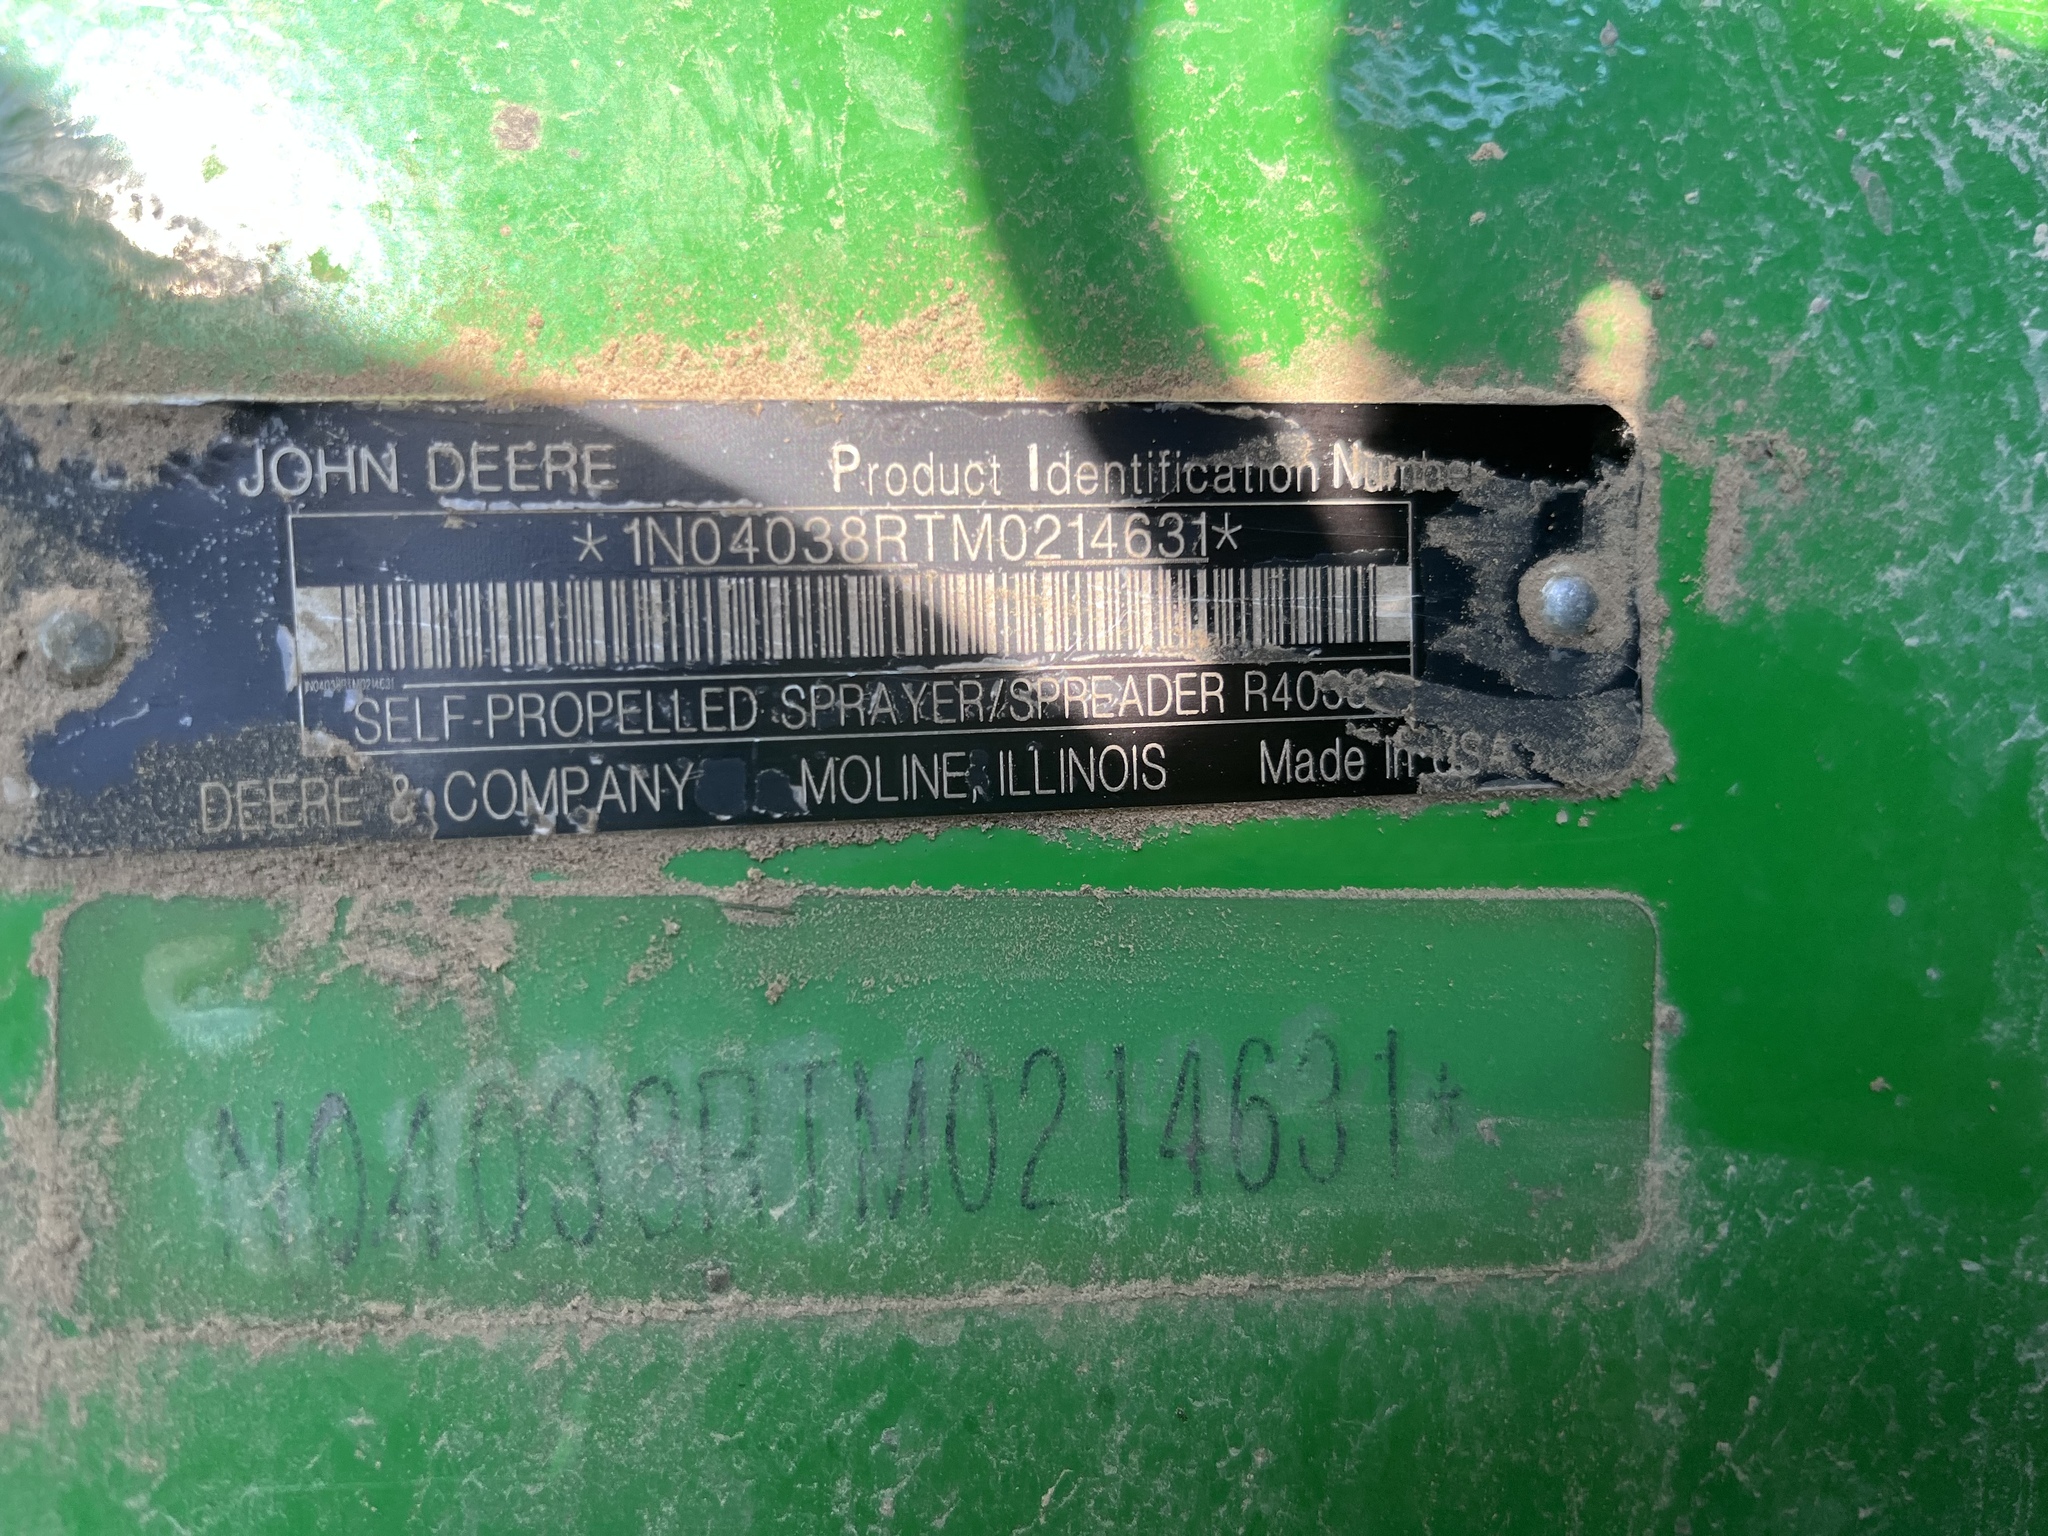 JOHN DEERE Product Identification Number
*1N04038RTM0214631*
1N04038RTM0214631
SELF-PROPELLED SPRAYER/SPREADER R4038
DEERE & COMPANY MOLINE, ILLINOIS Made in USA
N04038RTM0214631*